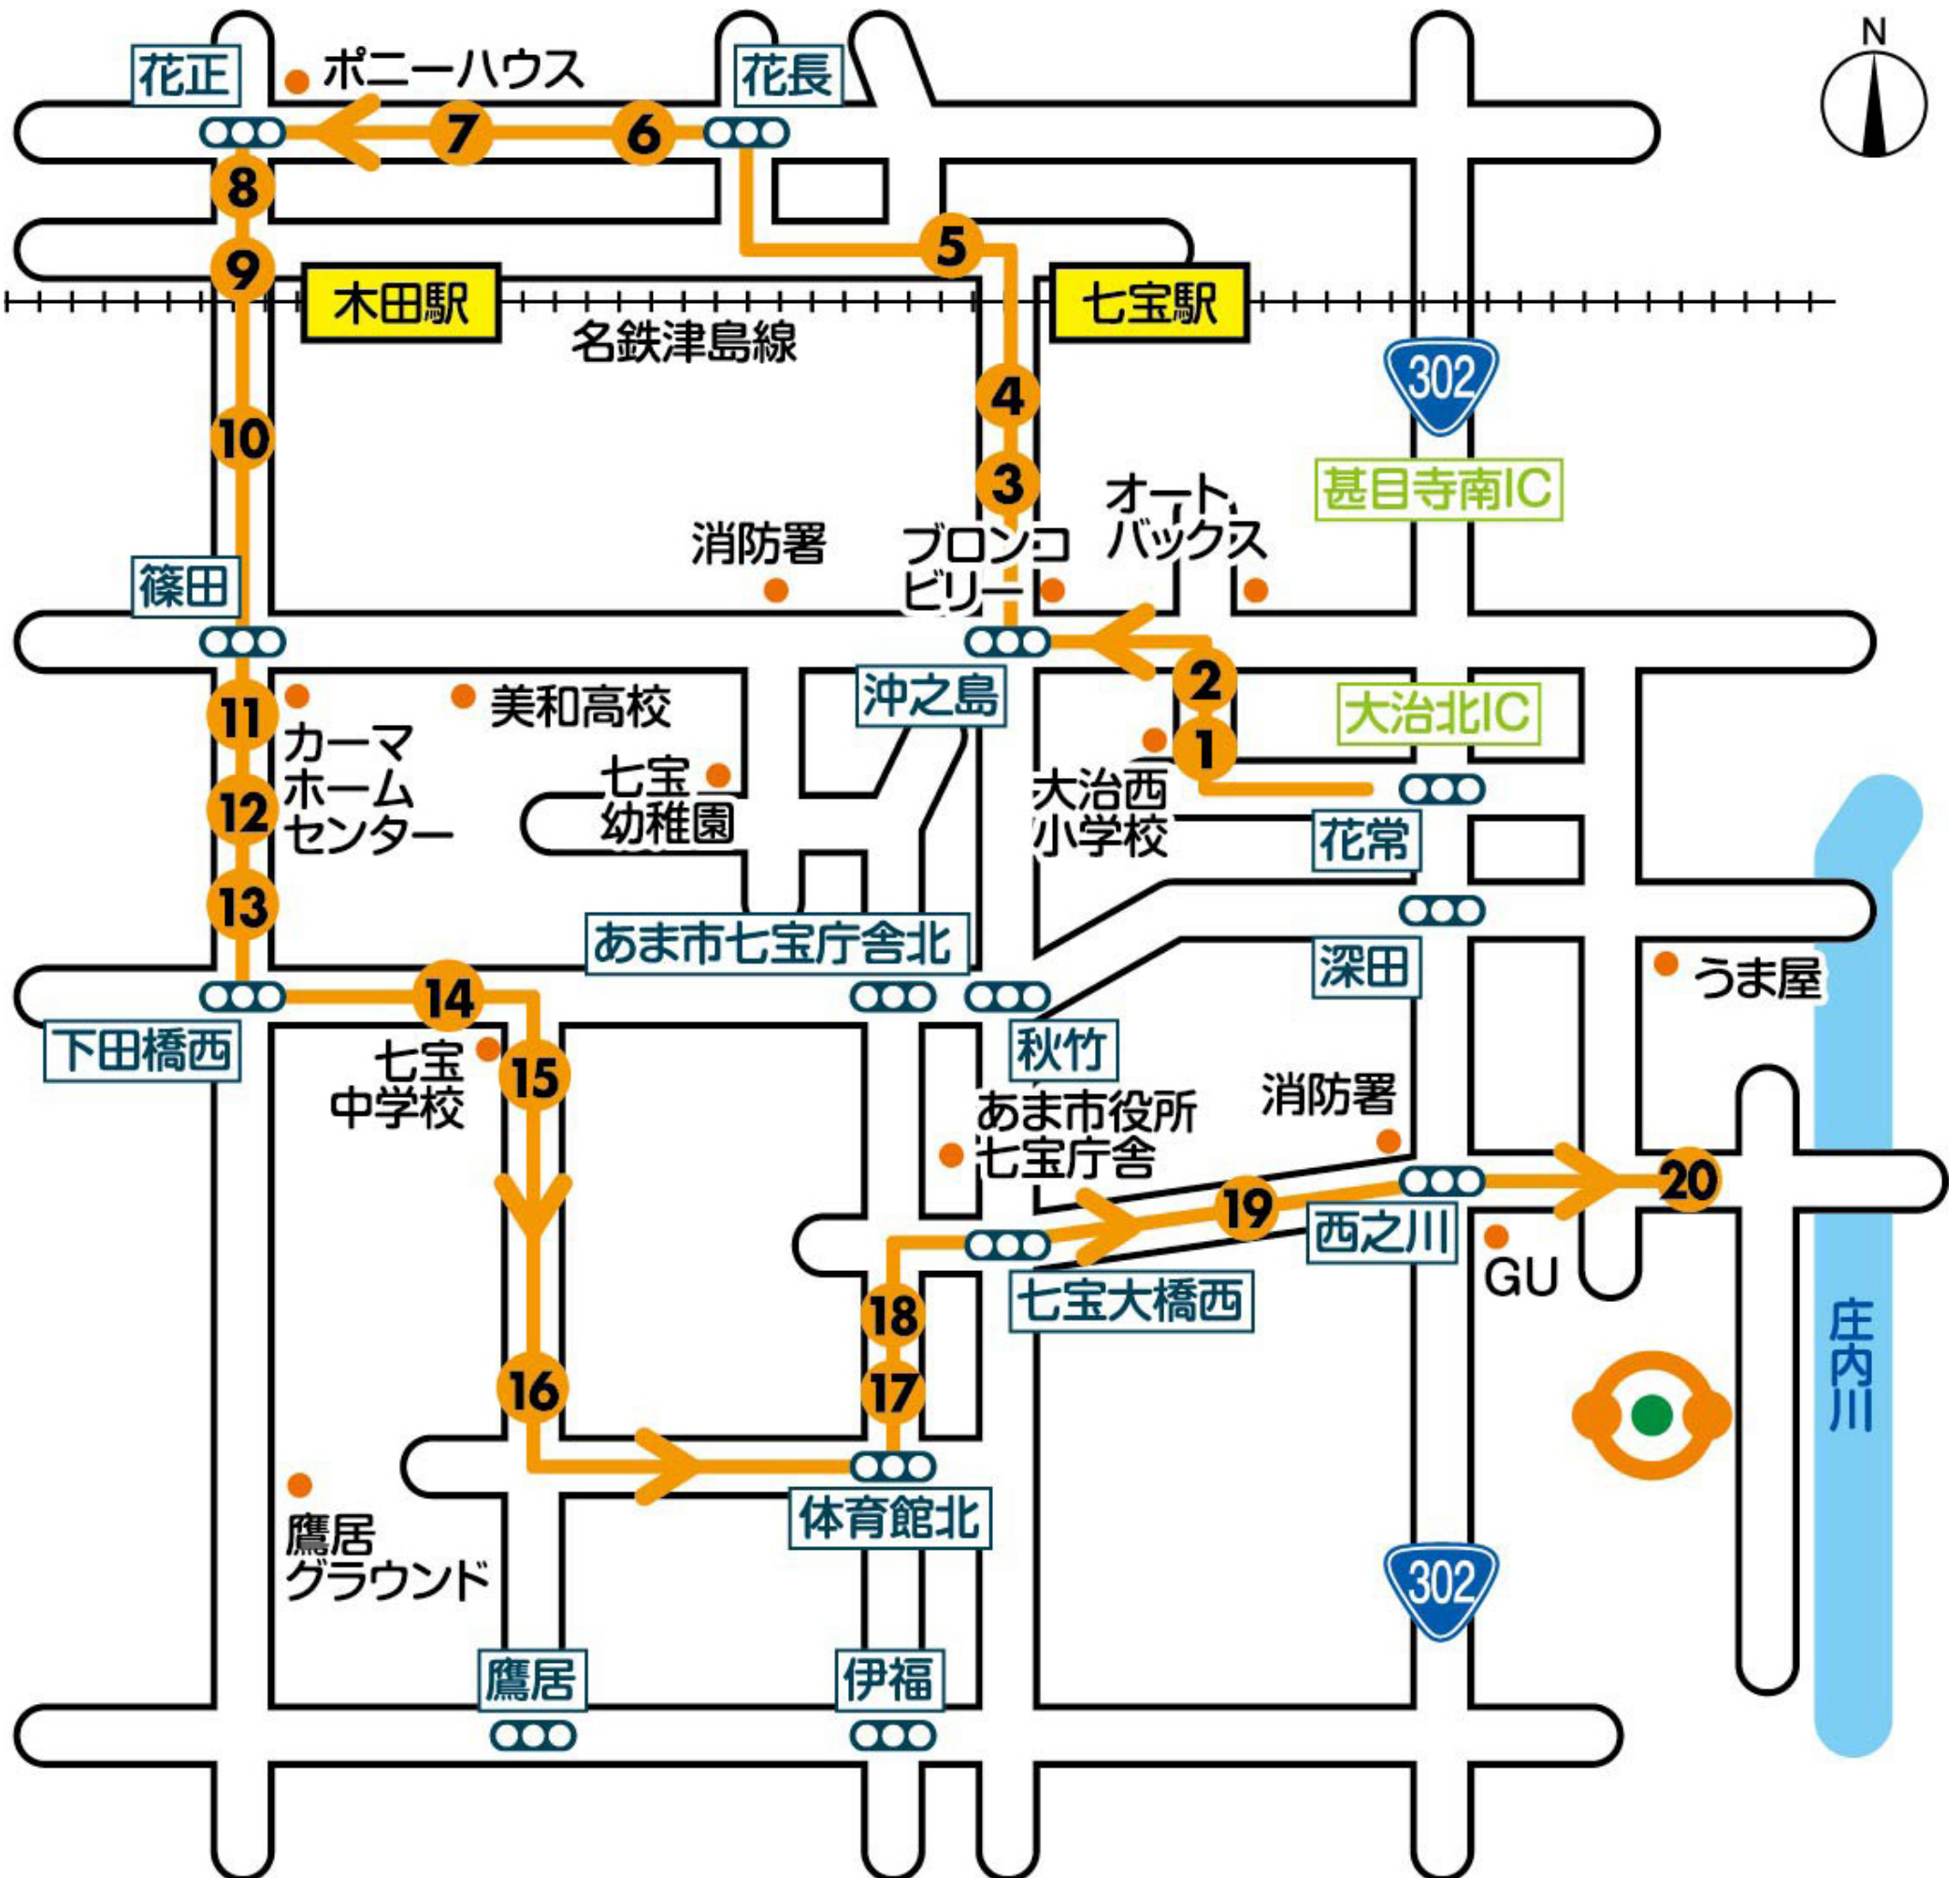 N
花正
ポニーハウス
花長
7
6
8
5
9
木田駅
七宝駅
名鉄津島線
302
4
10
3
甚目寺南IC
オート
バックス
消防署
ブロンコ
ビリー
篠田
2
沖之島
大治北IC
11
美和高校
カーマ
ホーム
センター
1
七宝
幼稚園
大治西
小学校
12
花常
13
あま市七宝庁舎北
深田
うま屋
14
下田橋西
秋竹
七宝
中学校
15
あま市役所
七宝庁舎
消防署
20
19
西之川
GU
18
七宝大橋西
庄内川
16
17
体育館北
鷹居
グラウンド
302
鷹居
伊福